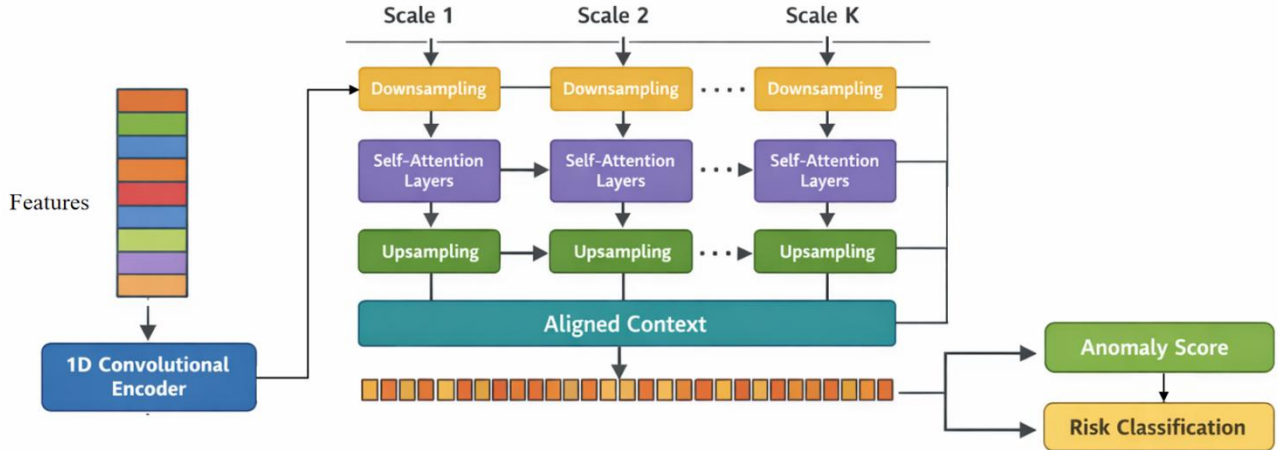 Scale 1
Scale 2
Scale K
Downsampling
Downsampling
Downsampling
Self-Attention
Layers
Self-Attention
Layers
Self-Attention
Layers
Features
Upsampling
Upsampling
Upsampling
Aligned Context
1D Convolutional
Encoder
Anomaly Score
Risk Classification